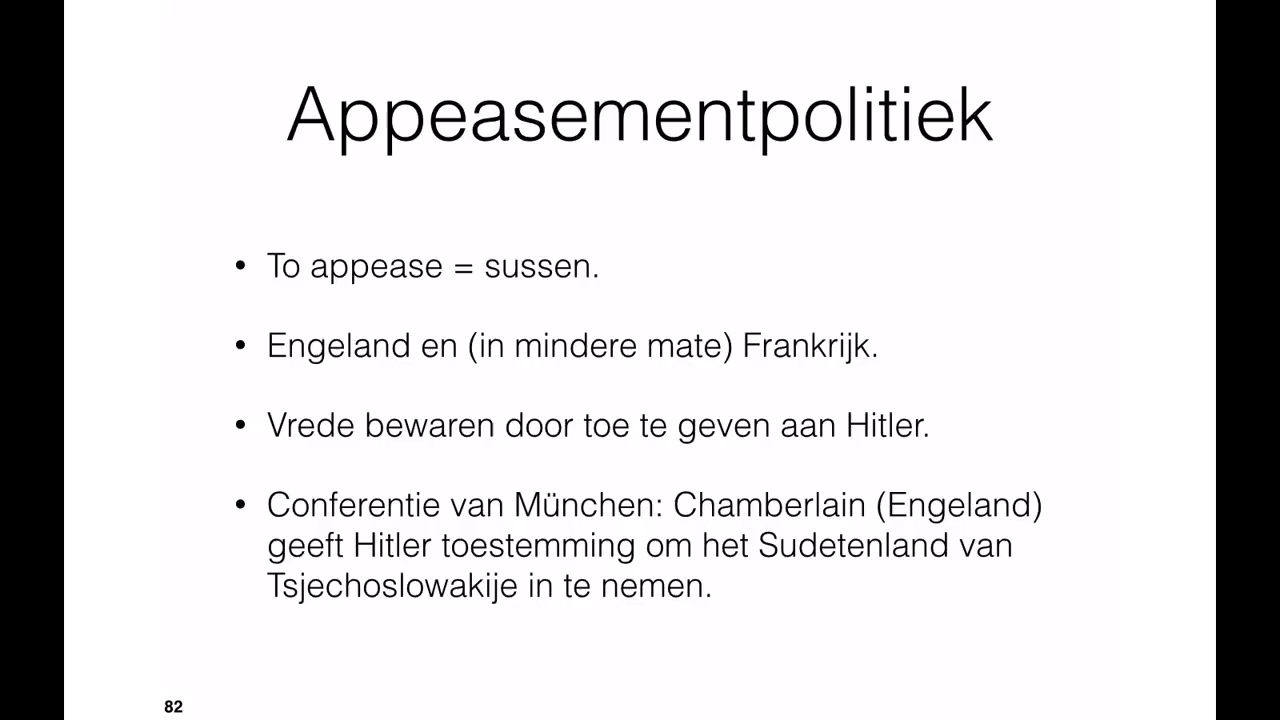 Appeasementpolitiek
• To appease = sussen.
• Engeland en (in mindere mate) Frankrijk.
• Vrede bewaren door toe te geven aan Hitler.
• Conferentie van München: Chamberlain (Engeland)
geeft Hitler toestemming om het Sudetenland van
Tsjechoslowakije in te nemen.
82